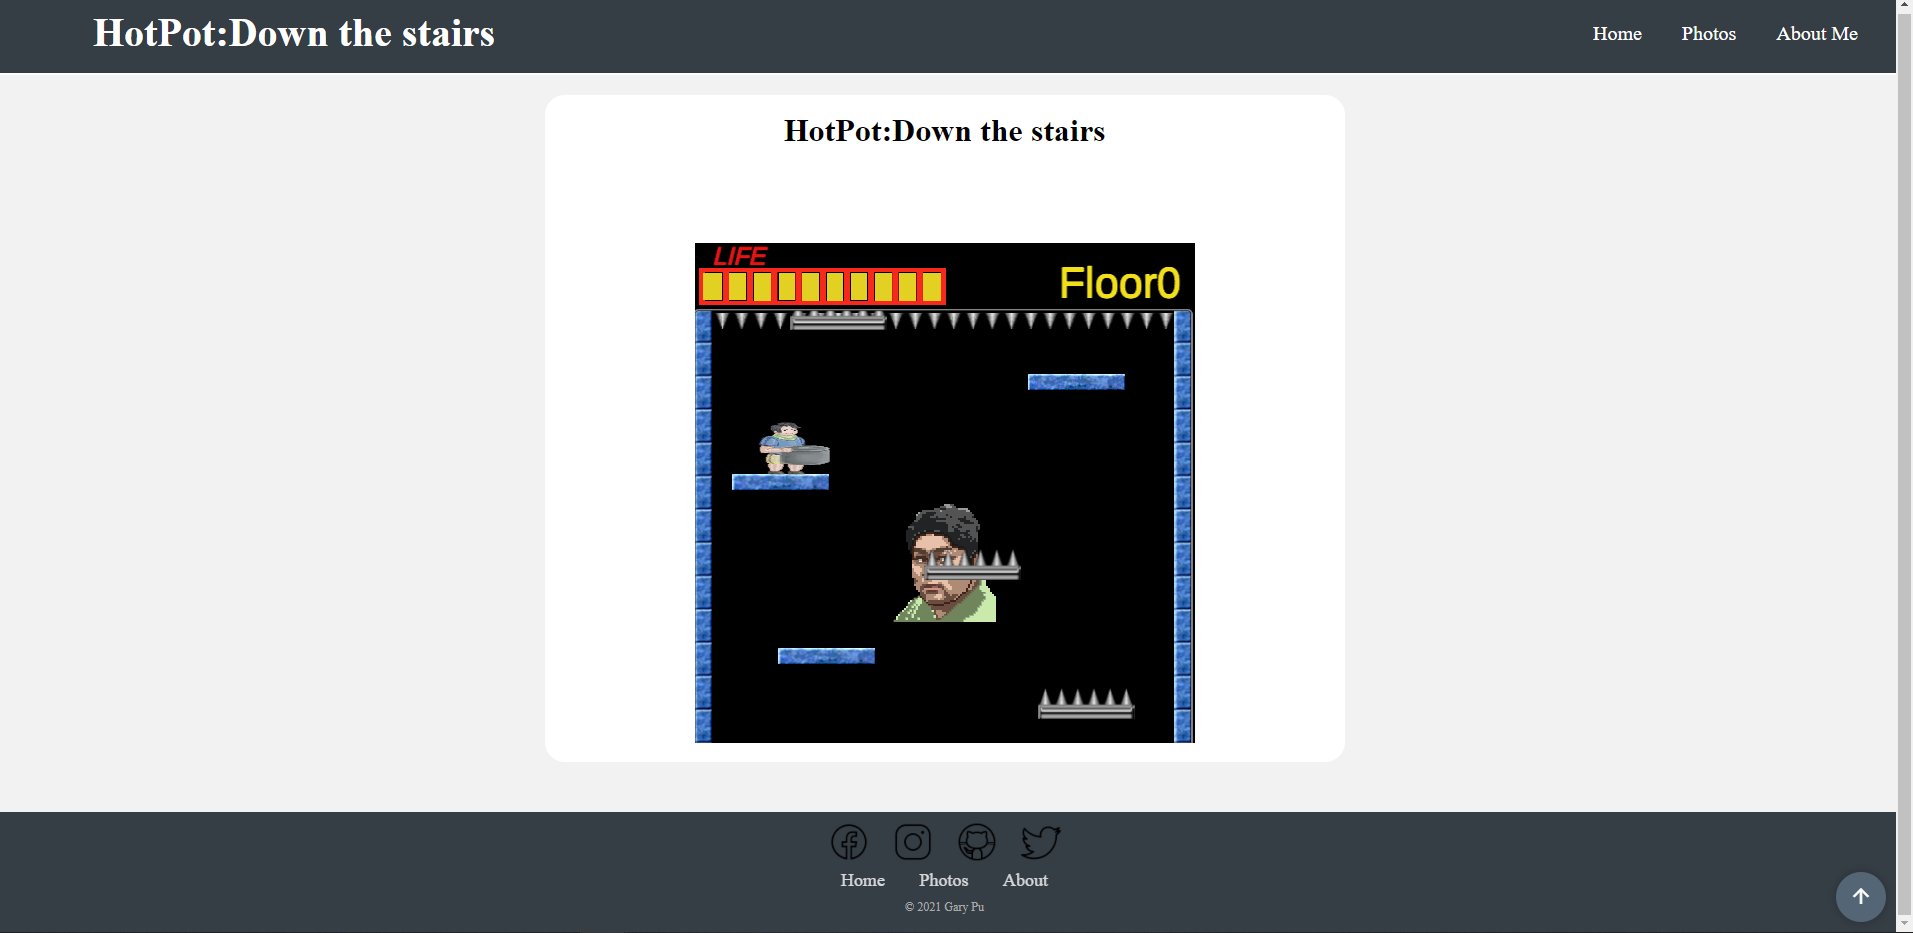 HotPot:Down the stairs
Home Photos About Me
HotPot:Down the stairs
LIFE
Floor0
Home Photos About
© 2021 Gary Pu